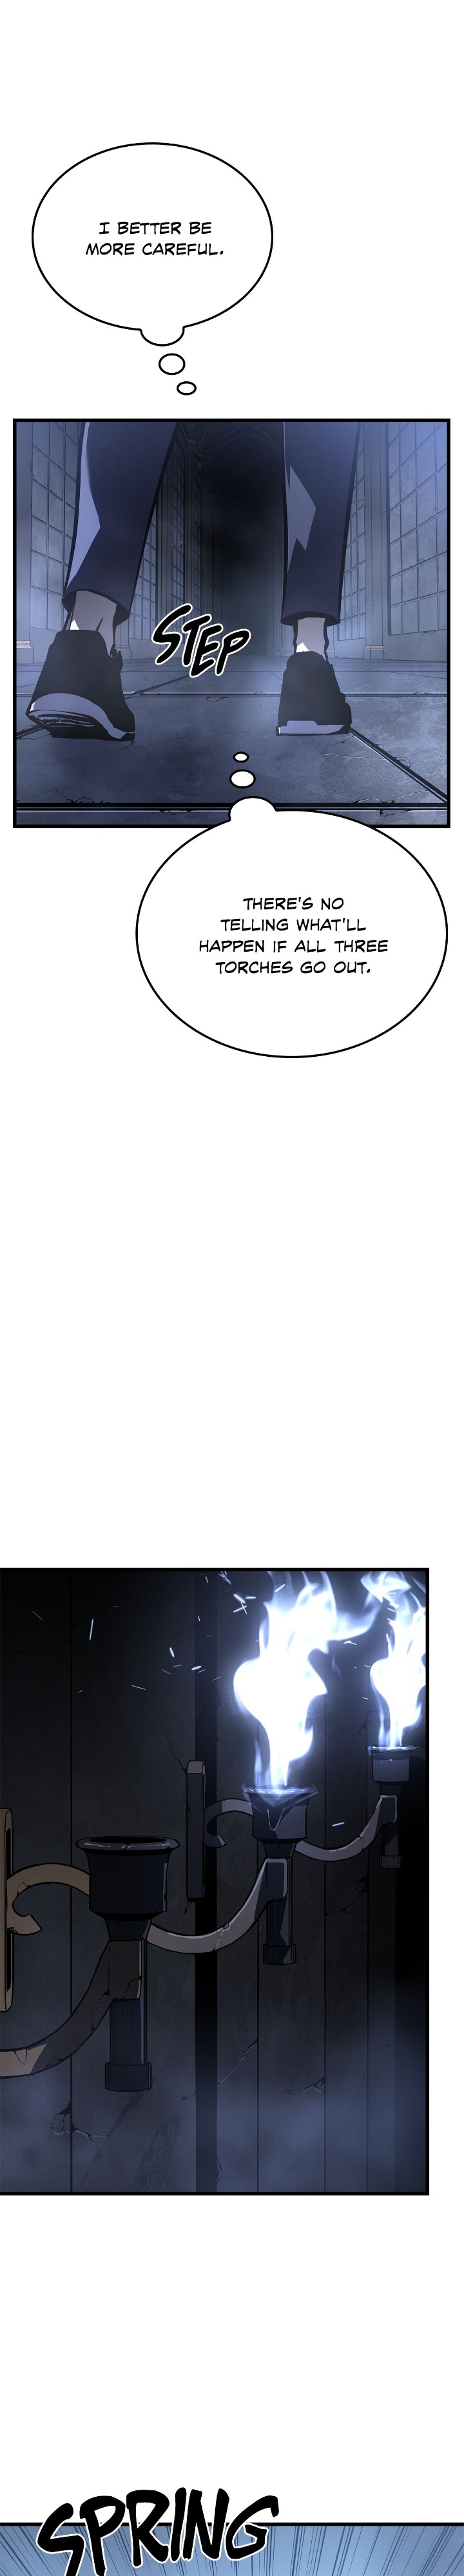 I BETTER BE
MORE CAREFUL.
STEP
THERE'S NO
TELLING WHAT'LL
HAPPEN IF ALL THREE
TORCHES GO OUT.
SPRING